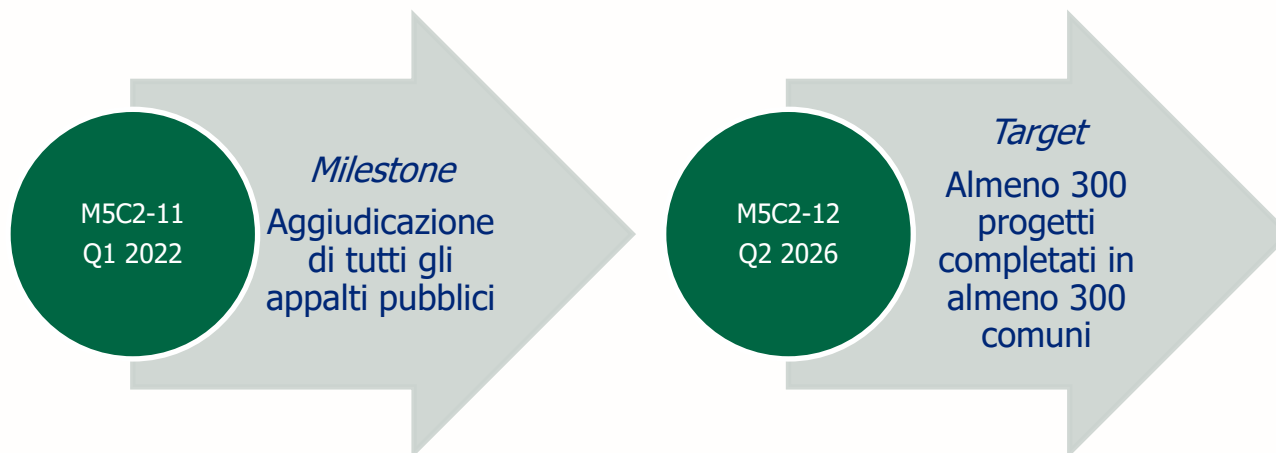 M5C2-11
Q1 2022
Milestone
Aggiudicazione
di tutti gli
appalti pubblici
M5C2-12
Q2 2026
Target
Almeno 300
progetti
completati in
almeno 300
comuni